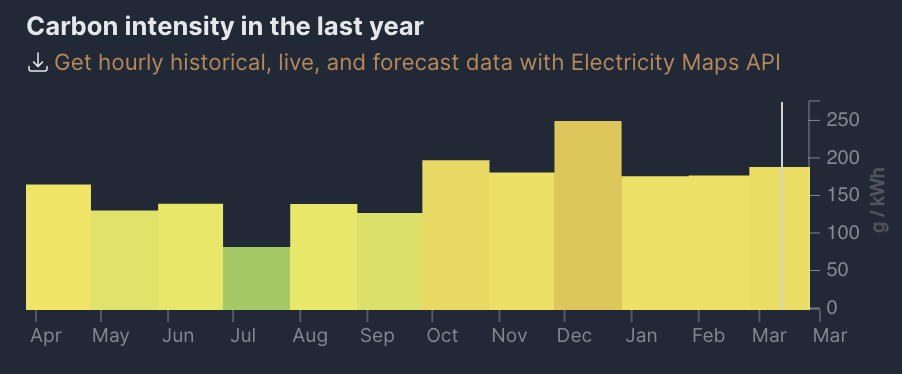 Carbon intensity in the last year
Get hourly historical, live, and forecast data with Electricity Maps API
250
200
150
100
50
0
g / kWh
Apr May Jun Jul Aug Sep Oct Nov Dec Jan Feb Mar Mar